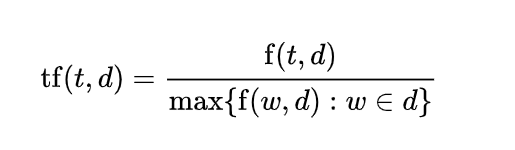 tf(t, d) = f(t, d) / max{f(w, d) : w ∈ d}